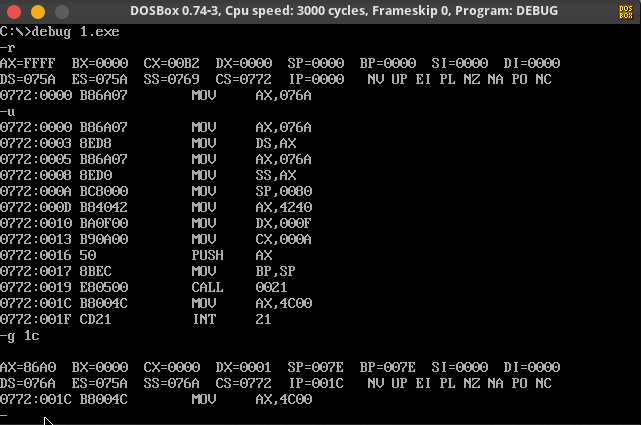 DOSBox 0.74-3, Cpu speed: 3000 cycles, Frameskip 0, Program: DEBUG
DOS
BOX
C:\>debug 1.exe
-r
AX=FFFF  BX=0000  CX=00B2  DX=0000  SP=0000  BP=0000  SI=0000  DI=0000
DS=075A  ES=075A  SS=0769  CS=0772  IP=0000   NV UP EI PL NZ NA PO NC
0772:0000 B86A07        MOV     AX,076A
-u
0772:0000 B86A07        MOV     AX,076A
0772:0003 8ED8          MOV     DS,AX
0772:0005 B86A07        MOV     AX,076A
0772:0008 8ED0          MOV     SS,AX
0772:000A BC8000        MOV     SP,0080
0772:000D B84042        MOV     AX,4240
0772:0010 BA0F00        MOV     DX,000F
0772:0013 B90A00        MOV     CX,000A
0772:0016 50            PUSH    AX
0772:0017 8BEC          MOV     BP,SP
0772:0019 E80500        CALL    0021
0772:001C B8004C        MOV     AX,4C00
0772:001F CD21          INT     21
-g 1c
AX=86A0  BX=0000  CX=0000  DX=0001  SP=007E  BP=007E  SI=0000  DI=0000
DS=076A  ES=075A  SS=076A  CS=0772  IP=001C   NV UP EI PL NZ NA PO NC
0772:001C B8004C        MOV     AX,4C00
-